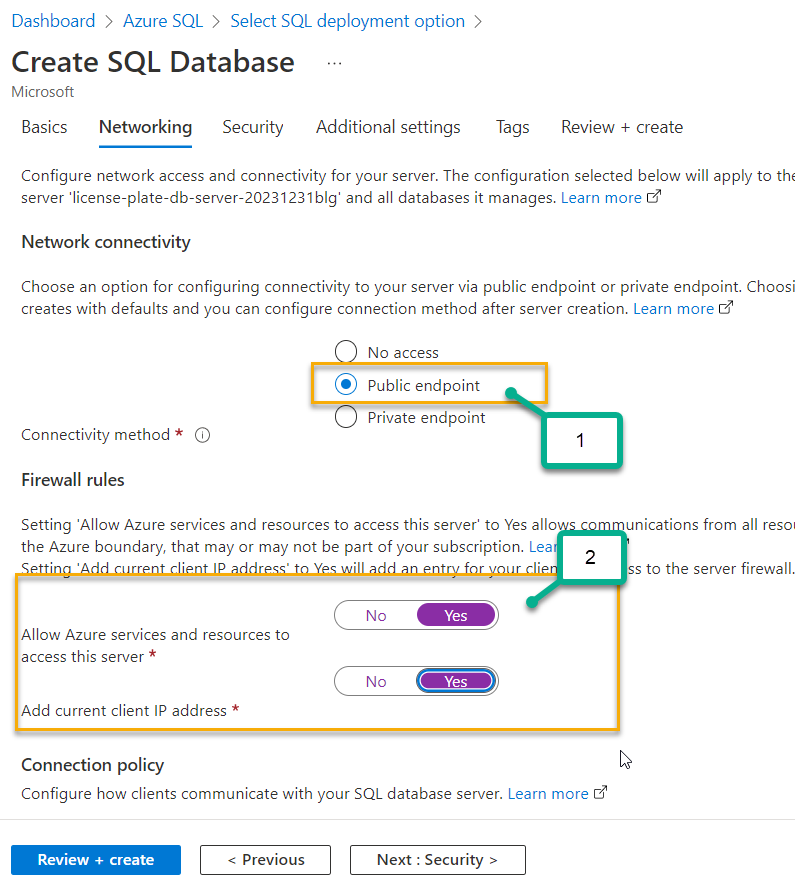 Dashboard > Azure SQL > Select SQL deployment option >
Create SQL Database ...
Microsoft
Basics Networking Security Additional settings Tags Review + create
Configure network access and connectivity for your server. The configuration selected below will apply to the
server 'license-plate-db-server-20231231blg' and all databases it manages. Learn more
Network connectivity
Choose an option for configuring connectivity to your server via public endpoint or private endpoint. Choosi
creates with defaults and you can configure connection method after server creation. Learn more
No access
Public endpoint
Private endpoint
1
Connectivity method *
Firewall rules
Setting 'Allow Azure services and resources to access this server' to Yes allows communications from all reso
the Azure boundary, that may or may not be part of your subscription. Lear
2
Setting 'Add current client IP address' to Yes will add an entry for your clien ss to the server firewall.
No Yes
Allow Azure services and resources to
access this server *
No Yes
Add current client IP address *
Connection policy
Configure how clients communicate with your SQL database server. Learn more
Review + create < Previous Next : Security >